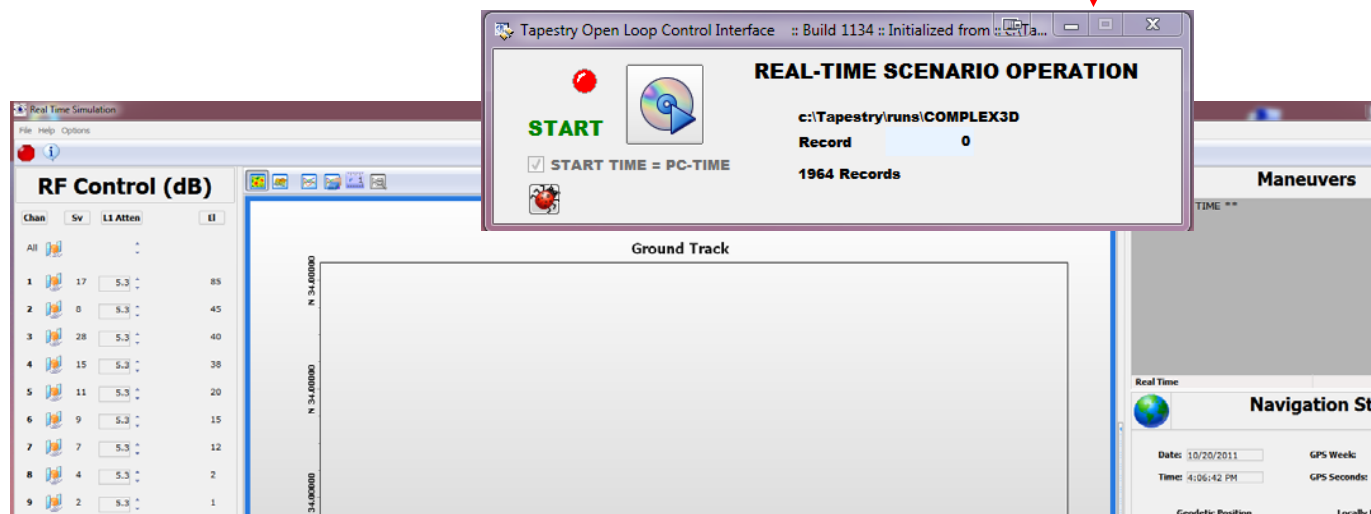 Tapestry Open Loop Control Interface :: Build 1134 :: Initialized from :: c:\Ta...
REAL-TIME SCENARIO OPERATION
START
c:\Tapestry\runs\COMPLEX3D
Record 0
START TIME = PC-TIME
1964 Records
Real Time Simulation
File Help Options
RF Control (dB)
Chan Sv L1 Atten El
All
1 17 5.3 85
2 8 5.3 45
3 28 5.3 40
4 15 5.3 38
5 11 5.3 20
6 9 5.3 15
7 7 5.3 12
8 4 5.3 2
9 2 5.3 1
Ground Track
N 34.00000
N 34.00000
34.00000
Maneuvers
TIME **
Real Time
Navigation St
Date: 10/20/2011 GPS Week:
Time: 4:06:42 PM GPS Seconds:
Geodetic Position Locally